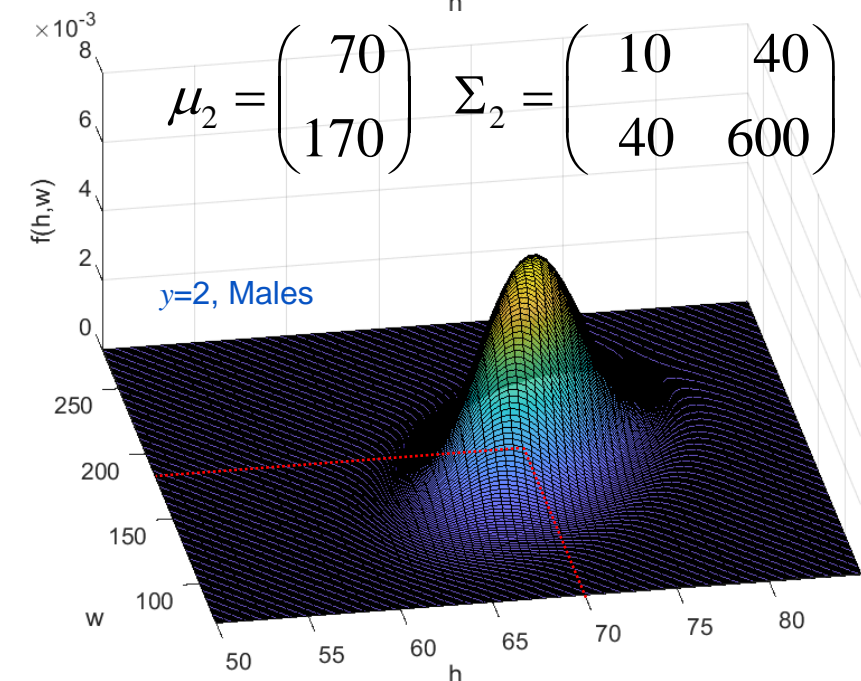 h
×10⁻³
8
6
4
2
0
f(h,w)
μ₂ = ( 70
170 )
Σ₂ = ( 10 40
40 600 )
y=2, Males
250
200
150
100
w
50 55 60 65 70 75 80
h